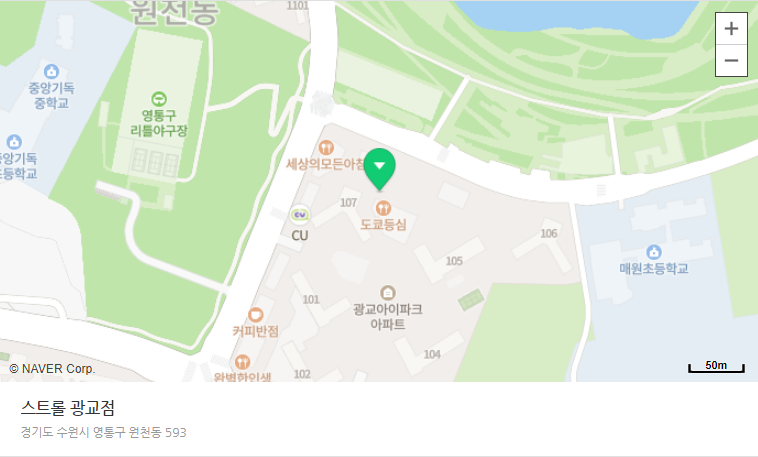 원천동
1101
+
−
중앙기독
중학교
영통구
리틀야구장
중앙기독
초등학교
세상의모든아침
107
도쿄등심
CU
CU
106
105
매원초등학교
101
광교아이파크
아파트
커피반점
104
102
완벽한인생
© NAVER Corp.
50m
스트롤 광교점
경기도 수원시 영통구 원천동 593